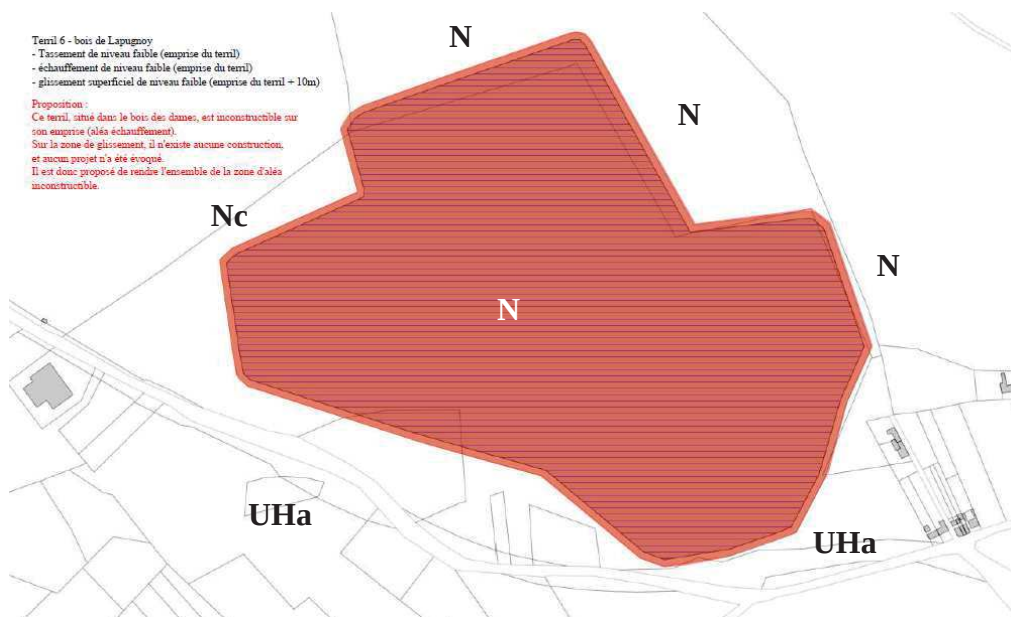 Terril 6 - bois de Lapugnoy
- Tassement de niveau faible (emprise du terril)
- échauffement de niveau faible (emprise du terril)
- glissement superficiel de niveau faible (emprise du terril + 10m)
Proposition :
Ce terril, situé dans le bois des dames, est inconstructible sur
son emprise (aléa échauffement).
Sur la zone de glissement, il n'existe aucune construction,
et aucun projet n'a été évoqué.
Il est donc proposé de rendre l'ensemble de la zone d'aléa
inconstructible.
N
N
Nc
N
N
UHa
UHa